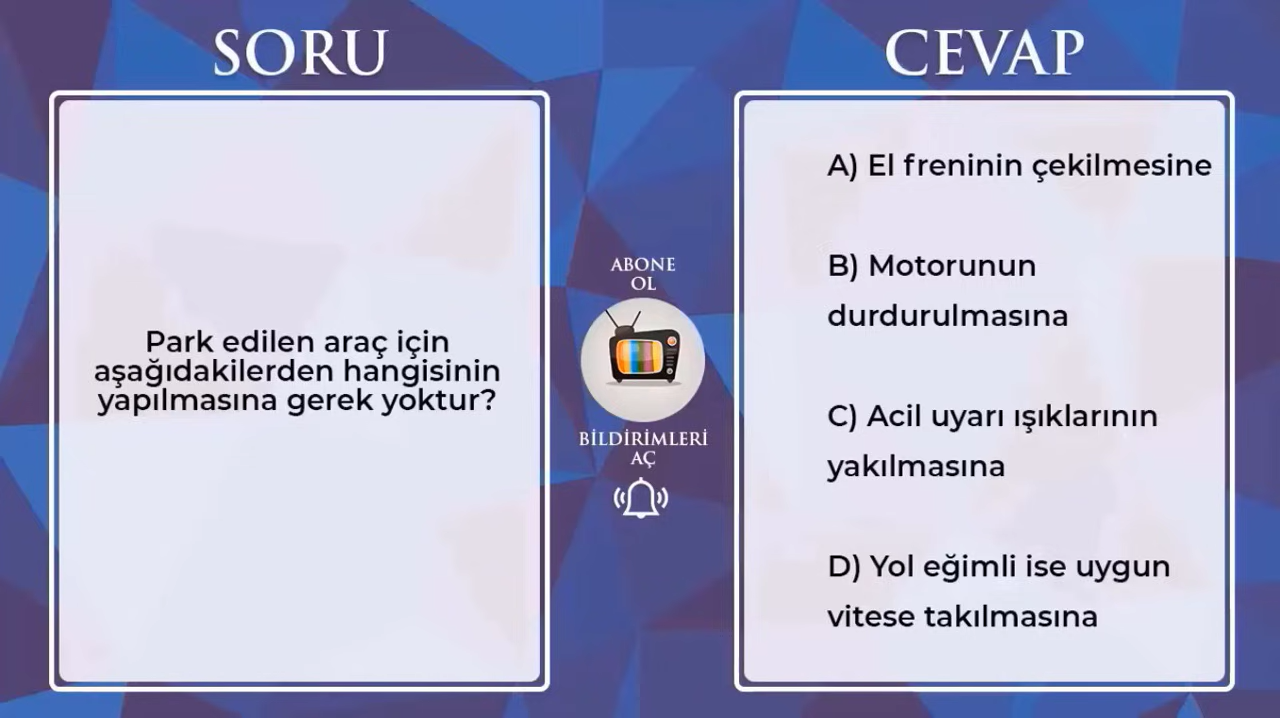 SORU
Park edilen araç için
aşağıdakilerden hangisinin
yapılmasına gerek yoktur?
ABONE
OL
BİLDİRİMLERİ
AÇ
CEVAP
A) El freninin çekilmesine
B) Motorunun
durdurulmasına
C) Acil uyarı ışıklarının
yakılmasına
D) Yol eğimli ise uygun
vitese takılmasına